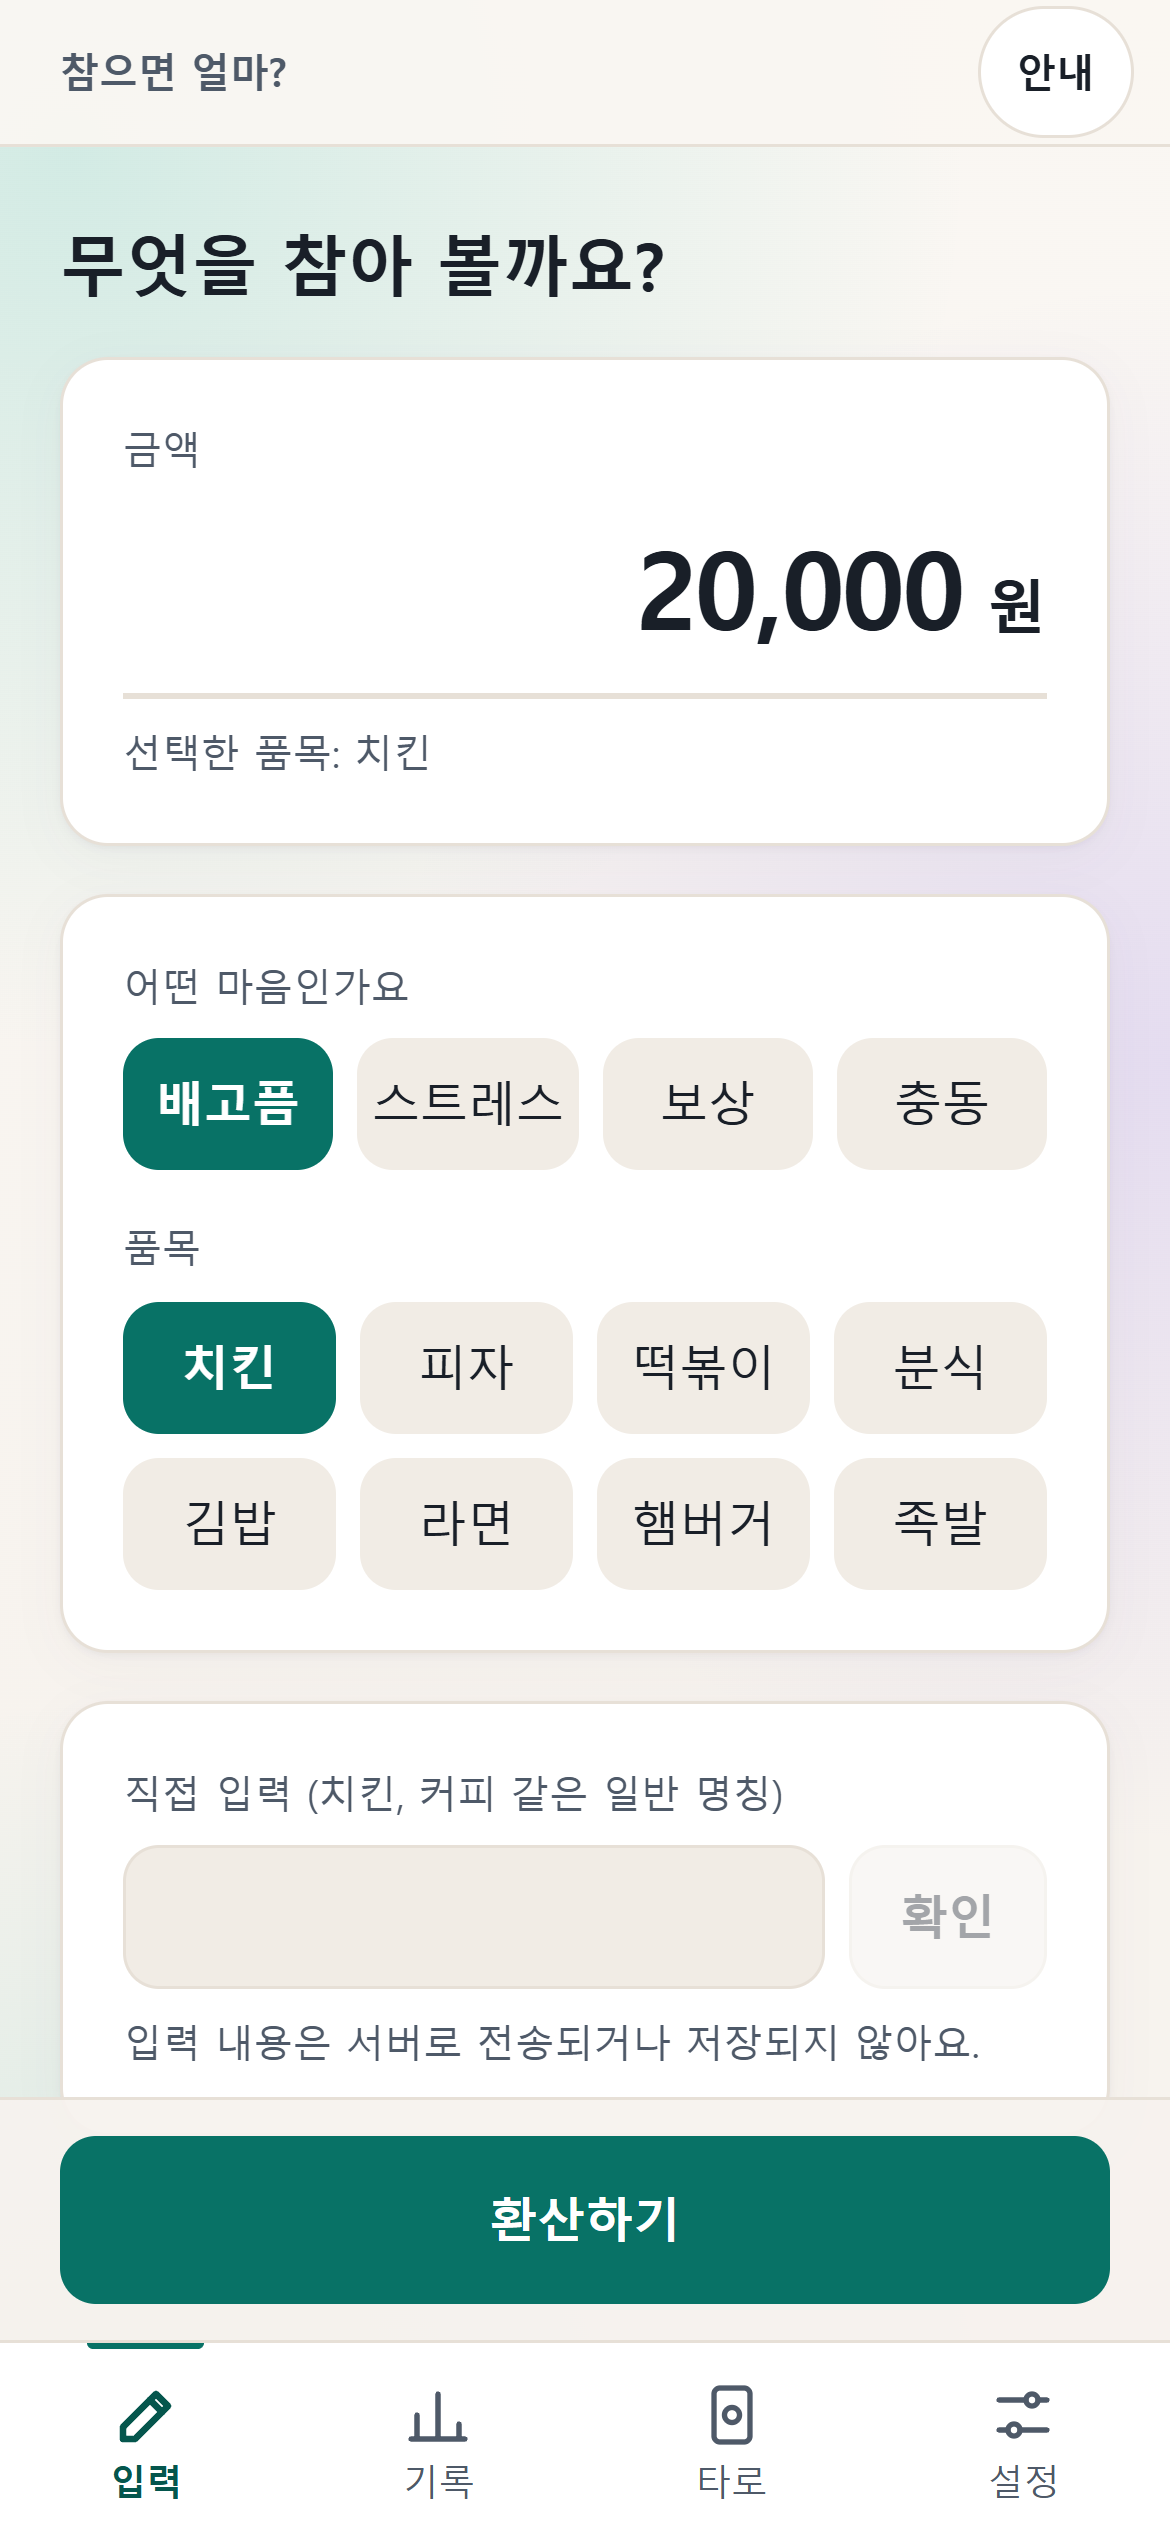 참으면 얼마?
안내
무엇을 참아 볼까요?
금액
20,000 원
선택한 품목: 치킨
어떤 마음인가요
배고픔 스트레스 보상 충동
품목
치킨 피자 떡볶이 분식
김밥 라면 햄버거 족발
직접 입력 (치킨, 커피 같은 일반 명칭)
확인
입력 내용은 서버로 전송되거나 저장되지 않아요.
환산하기
입력 기록 타로 설정